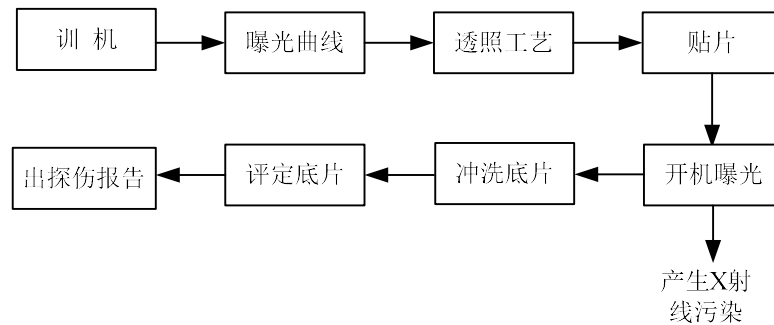 训 机
曝光曲线
透照工艺
贴片
开机曝光
冲洗底片
评定底片
出探伤报告
产生X射
线污染